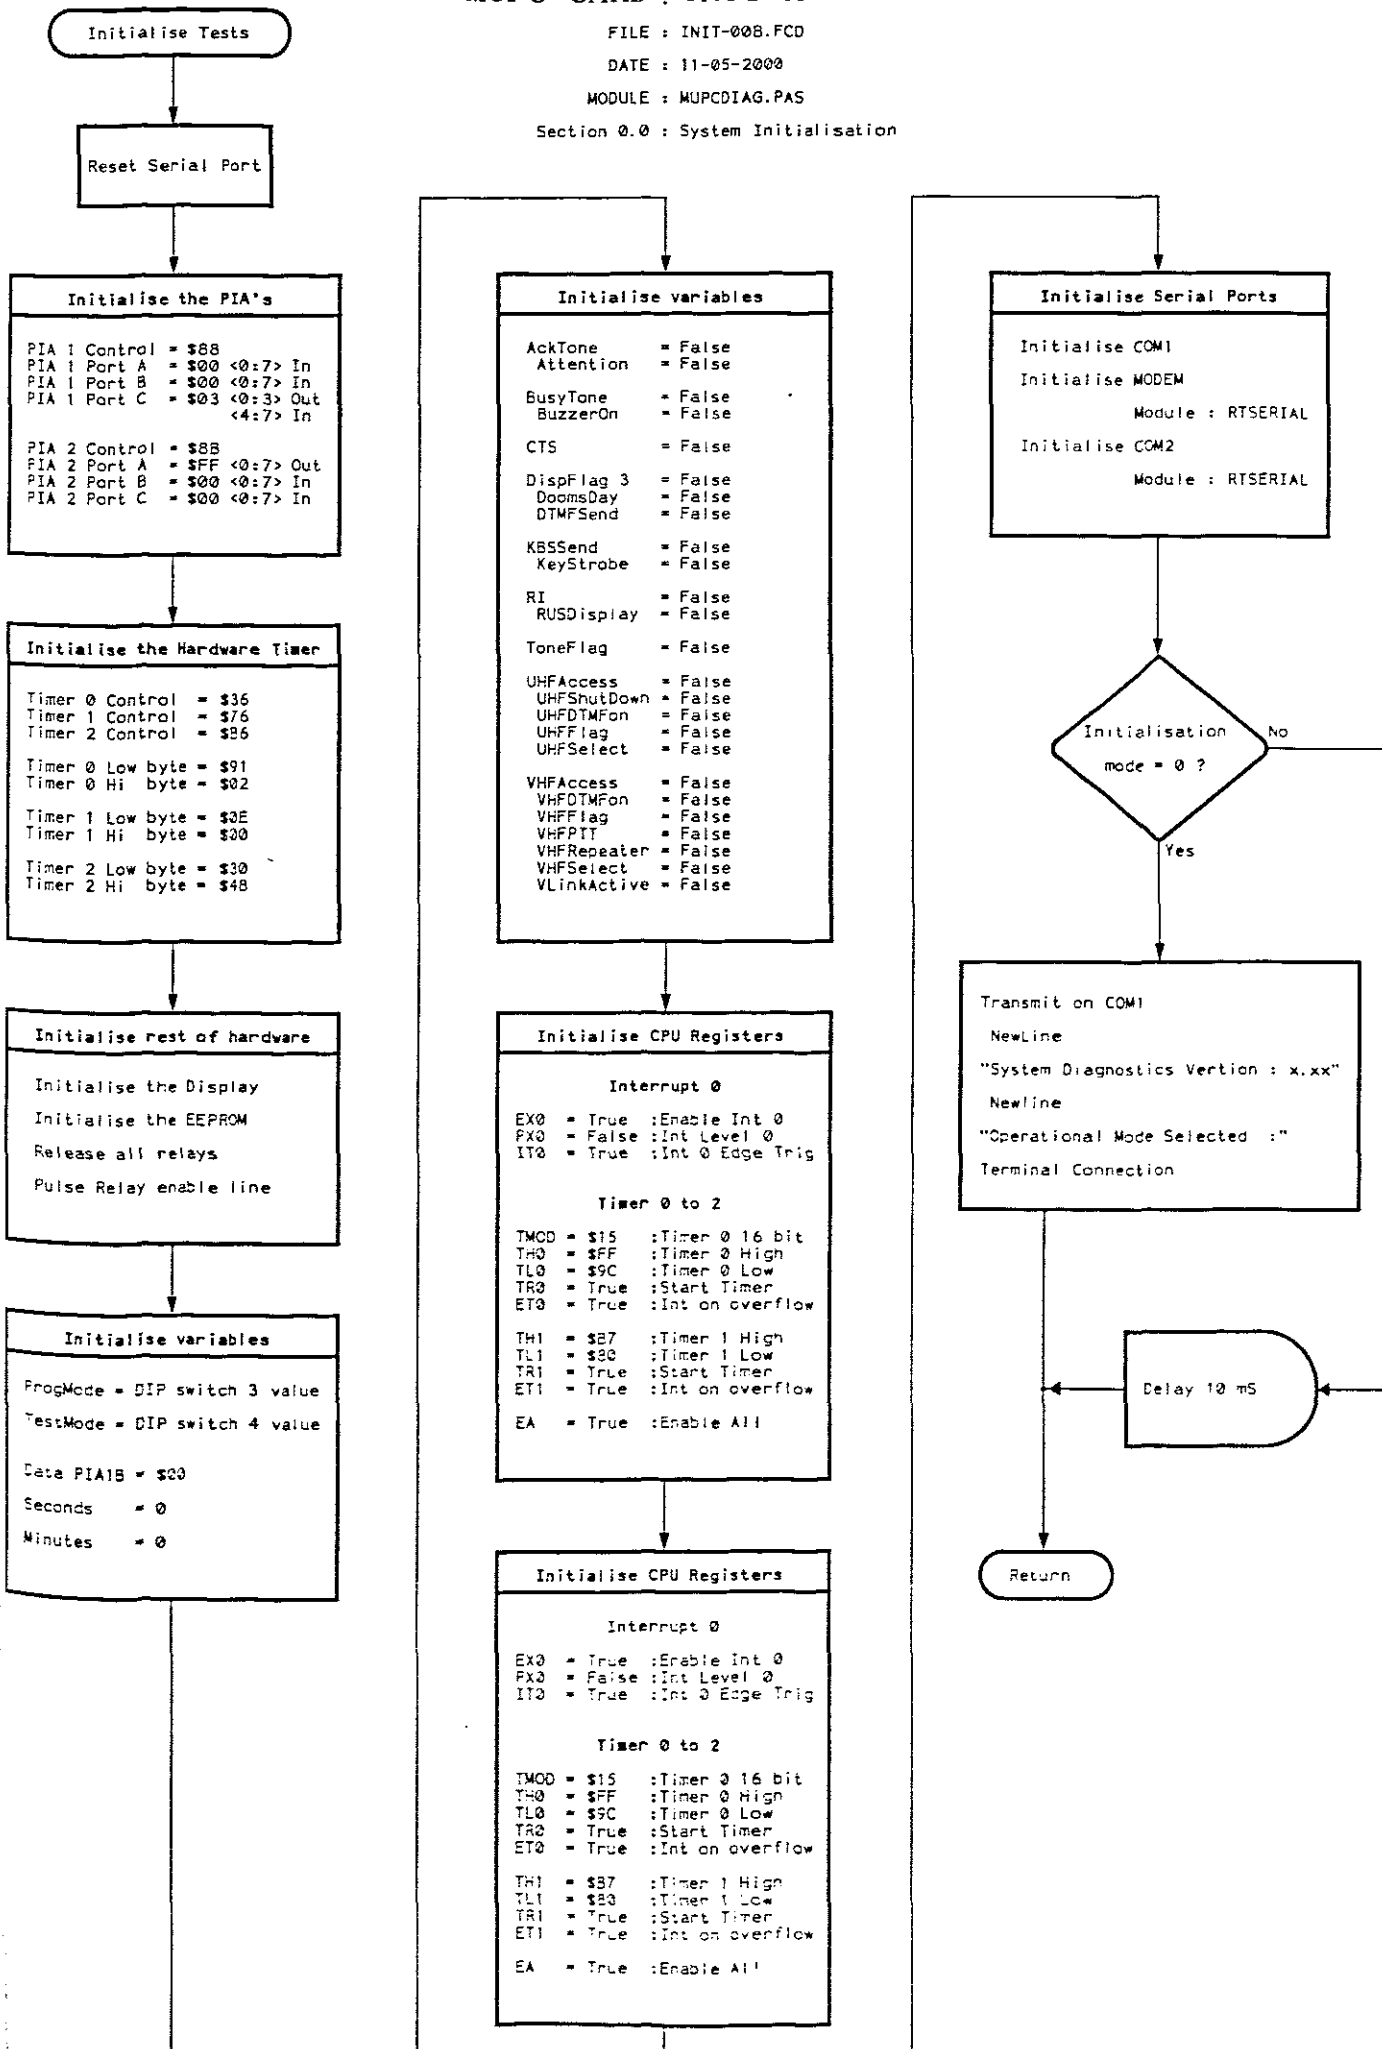 FILE : INIT-00B.FCD
DATE : 11-05-2000
MODULE : MUPCDIAG.PAS
Section 0.0 : System Initialisation
Initialise Tests
Reset Serial Port
Initialise the PIA's
PIA 1 Control = $88
PIA 1 Port A = $00 <0:7> In
PIA 1 Port B = $00 <0:7> In
PIA 1 Port C = $03 <0:3> Out
<4:7> In
PIA 2 Control = $8B
PIA 2 Port A = $FF <0:7> Out
PIA 2 Port B = $00 <0:7> In
PIA 2 Port C = $00 <0:7> In
Initialise the Hardware Timer
Timer 0 Control = $36
Timer 1 Control = $76
Timer 2 Control = $B6
Timer 0 Low byte = $91
Timer 0 Hi byte = $02
Timer 1 Low byte = $0E
Timer 1 Hi byte = $00
Timer 2 Low byte = $30
Timer 2 Hi byte = $4B
Initialise rest of hardware
Initialise the Display
Initialise the EEPROM
Release all relays
Pulse Relay enable line
Initialise variables
ProgMode = DIP switch 3 value
TestMode = DIP switch 4 value
Data PIA1B = $00
Seconds = 0
Minutes = 0
Initialise variables
AckTone = False
Attention = False
BusyTone = False
BuzzerOn = False
CTS = False
DispFlag 3 = False
DoomsDay = False
DTMFSend = False
KBSSend = False
KeyStrobe = False
RI = False
RUSDisplay = False
ToneFlag = False
UHFAccess = False
UHFShutDown = False
UHFDTMFon = False
UHFFlag = False
UHFSelect = False
VHFAccess = False
VHFDTMFon = False
VHFFlag = False
VHFPTT = False
VHFRepeater = False
VHFSelect = False
VLinkActive = False
Initialise CPU Registers
Interrupt 0
EX0 = True :Enable Int 0
PX0 = False :Int Level 0
IT0 = True :Int 0 Edge Trig
Timer 0 to 2
TMOD = $15 :Timer 0 16 bit
TH0 = $FF :Timer 0 High
TL0 = $9C :Timer 0 Low
TR0 = True :Start Timer
ET0 = True :Int on overflow
TH1 = $B7 :Timer 1 High
TL1 = $80 :Timer 1 Low
TR1 = True :Start Timer
ET1 = True :Int on overflow
EA = True :Enable All
Initialise CPU Registers
Interrupt 0
EX0 = True :Enable Int 0
PX0 = False :Int Level 0
IT0 = True :Int 0 Edge Trig
Timer 0 to 2
TMOD = $15 :Timer 0 16 bit
TH0 = $FF :Timer 0 High
TL0 = $9C :Timer 0 Low
TR0 = True :Start Timer
ET0 = True :Int on overflow
TH1 = $B7 :Timer 1 High
TL1 = $80 :Timer 1 Low
TR1 = True :Start Timer
ET1 = True :Int on overflow
EA = True :Enable All
Initialise Serial Ports
Initialise COM1
Initialise MODEM
Module : RTSERIAL
Initialise COM2
Module : RTSERIAL
Initialisation
mode = 0 ?
No
Yes
Transmit on COM1
NewLine
"System Diagnostics Vertion : x.xx"
Newline
"Operational Mode Selected :"
Terminal Connection
Delay 10 mS
Return